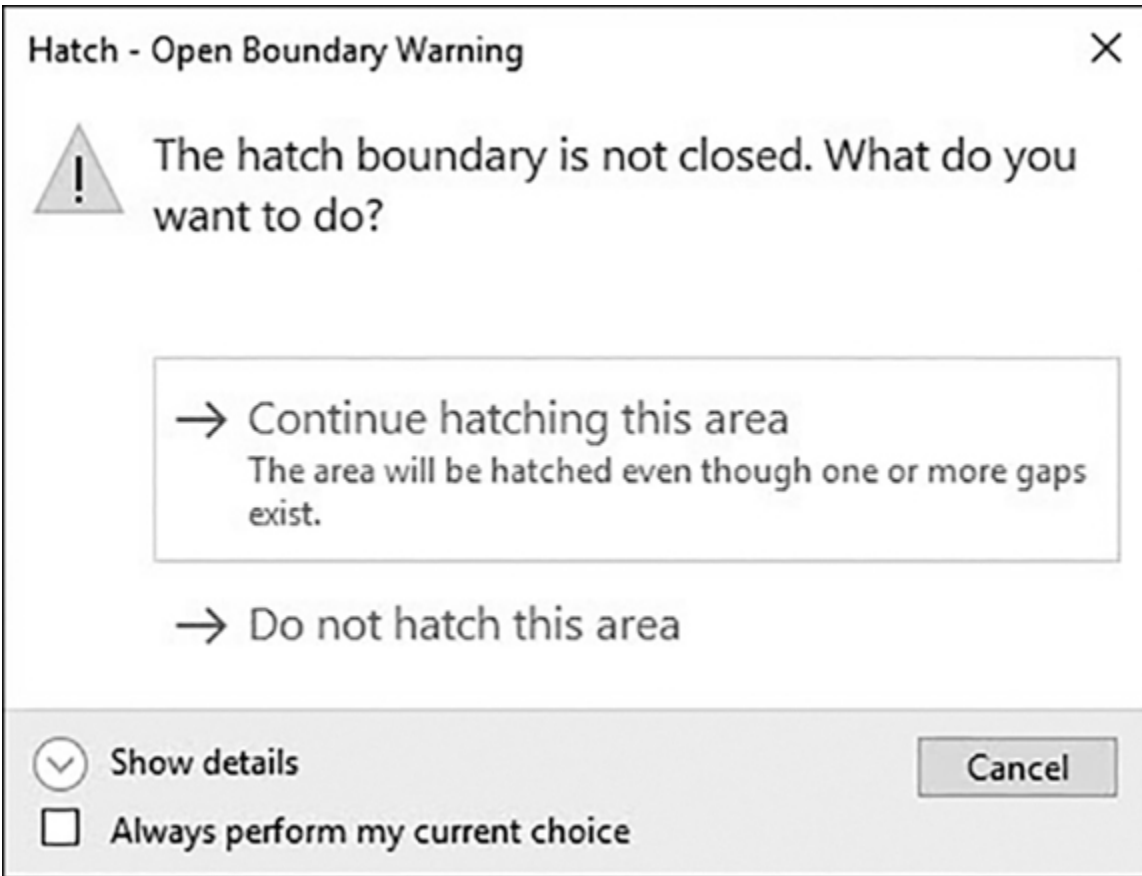 Hatch - Open Boundary Warning
The hatch boundary is not closed. What do you
want to do?
Continue hatching this area
The area will be hatched even though one or more gaps
exist.
Do not hatch this area
Show details
Cancel
Always perform my current choice